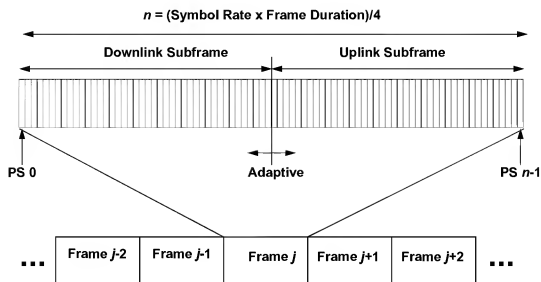 n = (Symbol Rate x Frame Duration)/4
Downlink Subframe Uplink Subframe
PS 0 Adaptive PS n-1
... Frame j-2 Frame j-1 Frame j Frame j+1 Frame j+2 ...